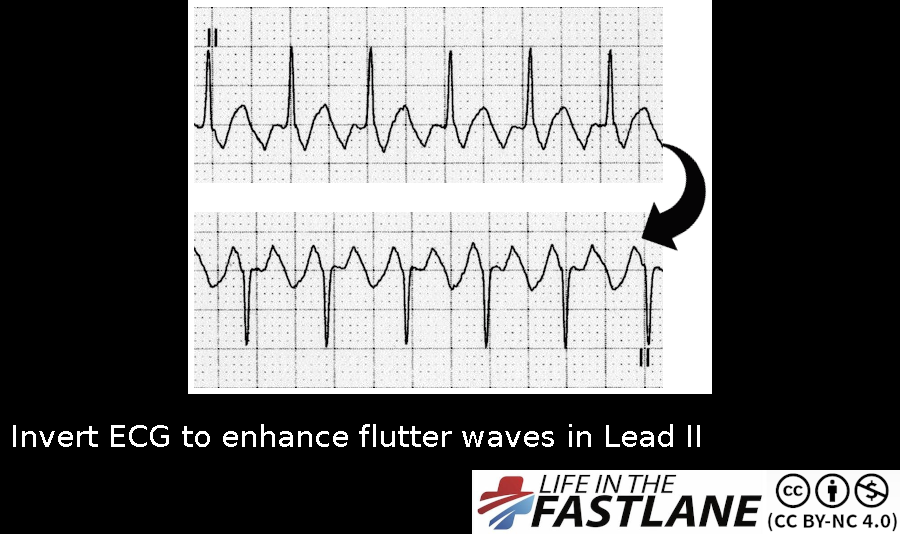 II
II
Invert ECG to enhance flutter waves in Lead II
LIFE IN THE
FASTLANE
cc
$
(CC BY-NC 4.0)